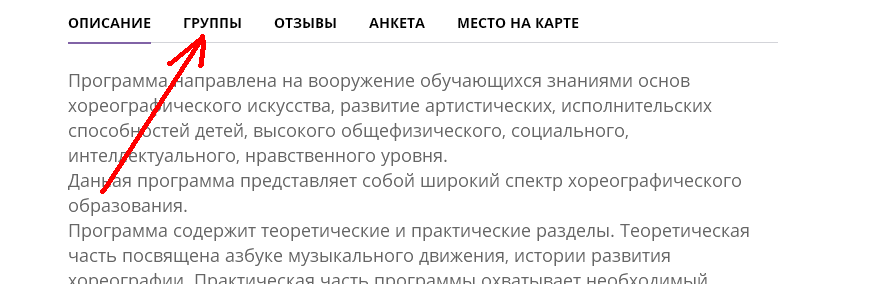 ОПИСАНИЕ ГРУППЫ ОТЗЫВЫ АНКЕТА МЕСТО НА КАРТЕ
Программа направлена на вооружение обучающихся знаниями основ
хореографического искусства, развитие артистических, исполнительских
способностей детей, высокого общефизического, социального,
интеллектуального, нравственного уровня.
Данная программа представляет собой широкий спектр хореографического
образования.
Программа содержит теоретические и практические разделы. Теоретическая
часть посвящена азбуке музыкального движения, истории развития
хореографии. Практическая часть программы охватывает необходимый